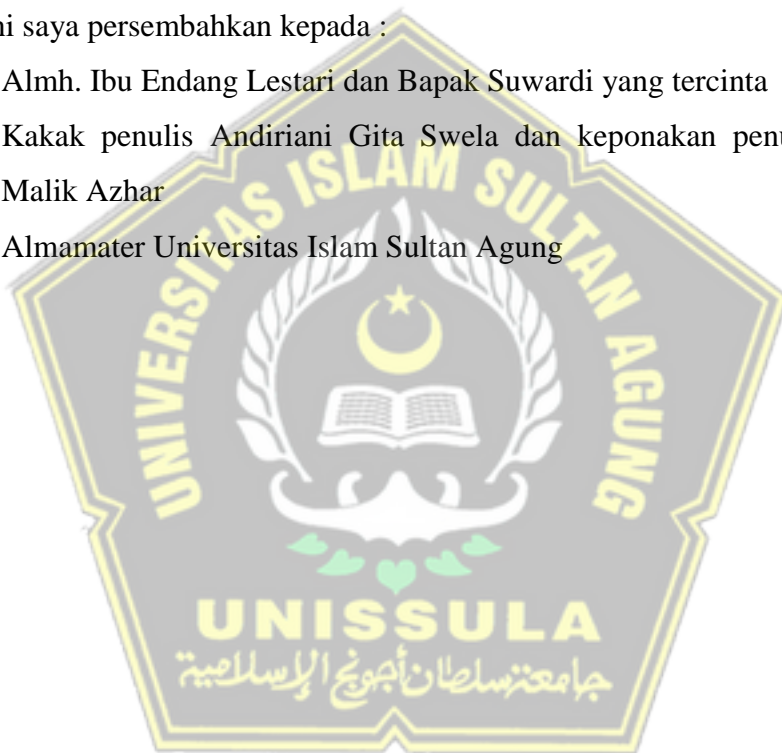 ni saya persembahkan kepada :
Almh. Ibu Endang Lestari dan Bapak Suwardi yang tercinta
Kakak penulis Andiriani Gita Swela dan keponakan
Malik Azhar
Almamater Universitas Islam Sultan Agung
UNIVERSITAS ISLAM SULTAN AGUNG
UNISSULA
جامعة سلطان أجونج الإسلامية